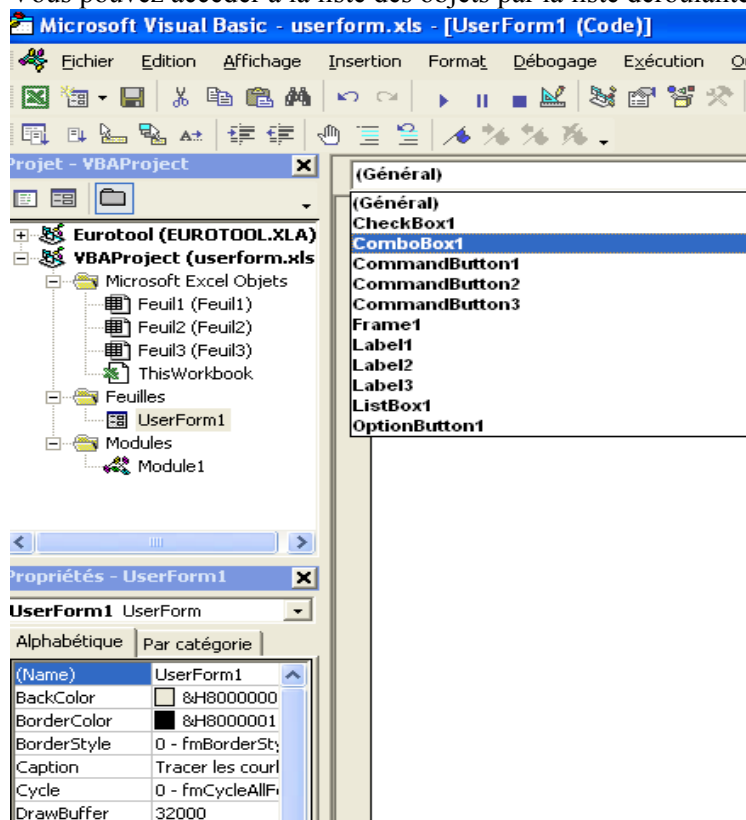 Vous pouvez accéder à la liste des objets par la liste déroulante
Microsoft Visual Basic - userform.xls - [UserForm1 (Code)]
Fichier Edition Affichage Insertion Format Débogage Exécution
Projet - VBAProject
Eurotool (EUROTOOL.XLA)
VBAProject (userform.xls
Microsoft Excel Objets
Feuil1 (Feuil1)
Feuil2 (Feuil2)
Feuil3 (Feuil3)
ThisWorkbook
Feuilles
UserForm1
Modules
Module1
(Général)
(Général)
CheckBox1
ComboBox1
CommandButton1
CommandButton2
CommandButton3
Frame1
Label1
Label2
Label3
ListBox1
OptionButton1
Propriétés - UserForm1
UserForm1 UserForm
Alphabétique Par catégorie
(Name) UserForm1
BackColor &H8000000
BorderColor &H8000001
BorderStyle 0 - fmBorderSty
Caption Tracer les courl
Cycle 0 - fmCycleAllF
DrawBuffer 32000